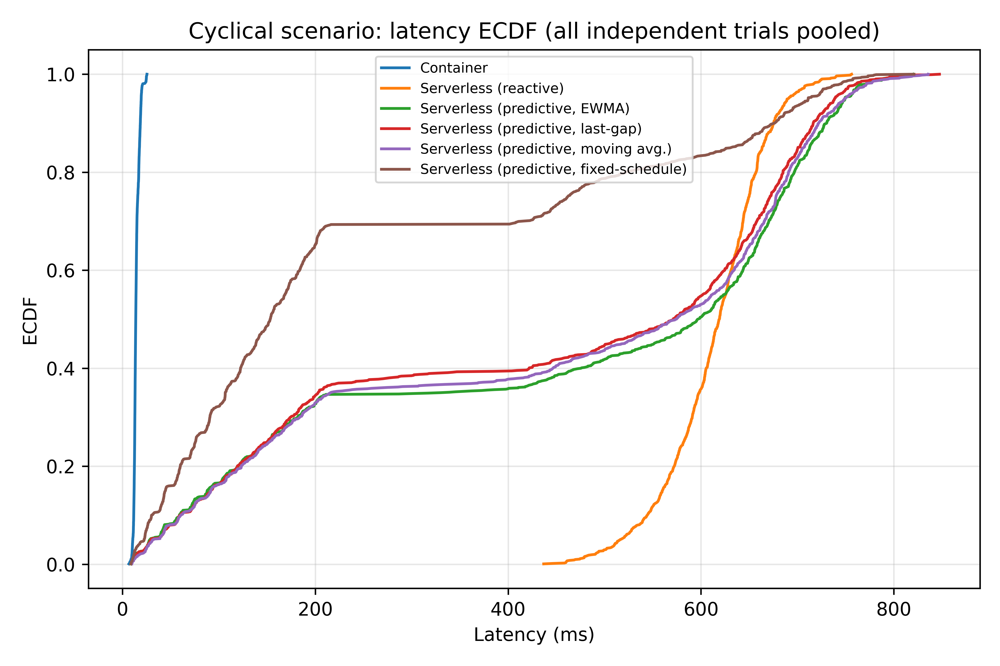 Cyclical scenario: latency ECDF (all independent trials pooled)
Container
Serverless (reactive)
Serverless (predictive, EWMA)
Serverless (predictive, last-gap)
Serverless (predictive, moving avg.)
Serverless (predictive, fixed-schedule)
ECDF
1.0
0.8
0.6
0.4
0.2
0.0
0 200 400 600 800
Latency (ms)